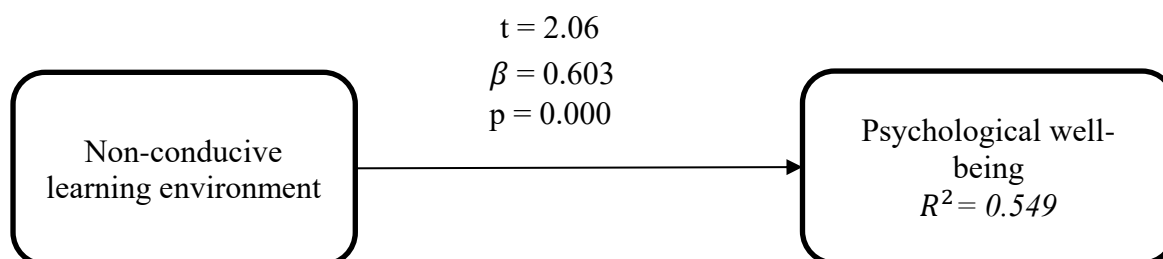 t = 2.06
β = 0.603
p = 0.000
Non-conducive
learning environment
Psychological well-
being
R² = 0.549